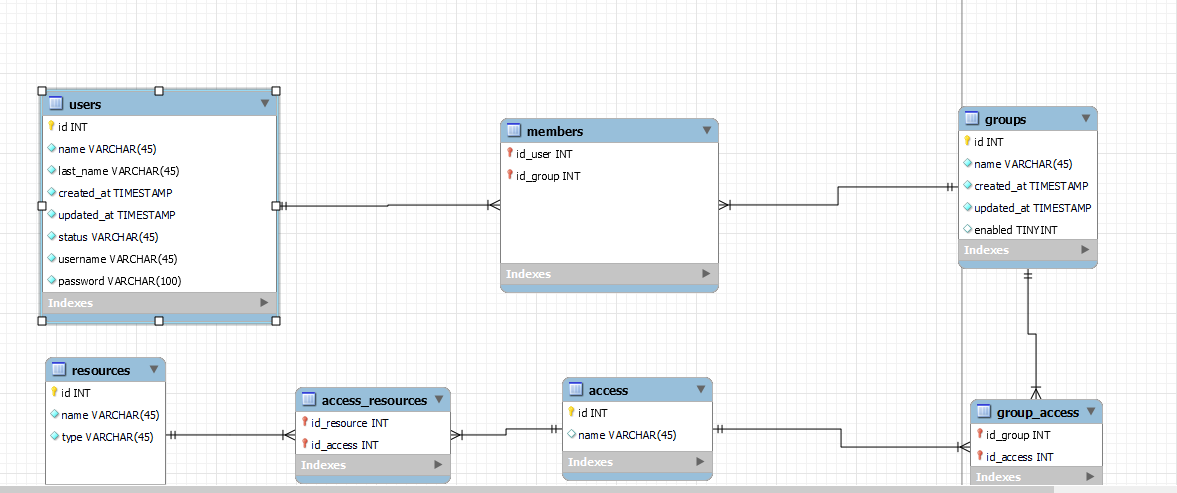 users
id INT
name VARCHAR(45)
last_name VARCHAR(45)
created_at TIMESTAMP
updated_at TIMESTAMP
status VARCHAR(45)
username VARCHAR(45)
password VARCHAR(100)
Indexes
members
id_user INT
id_group INT
Indexes
groups
id INT
name VARCHAR(45)
created_at TIMESTAMP
updated_at TIMESTAMP
enabled TINYINT
Indexes
resources
id INT
name VARCHAR(45)
type VARCHAR(45)
access_resources
id_resource INT
id_access INT
Indexes
access
id INT
name VARCHAR(45)
Indexes
group_access
id_group INT
id_access INT
Indexes